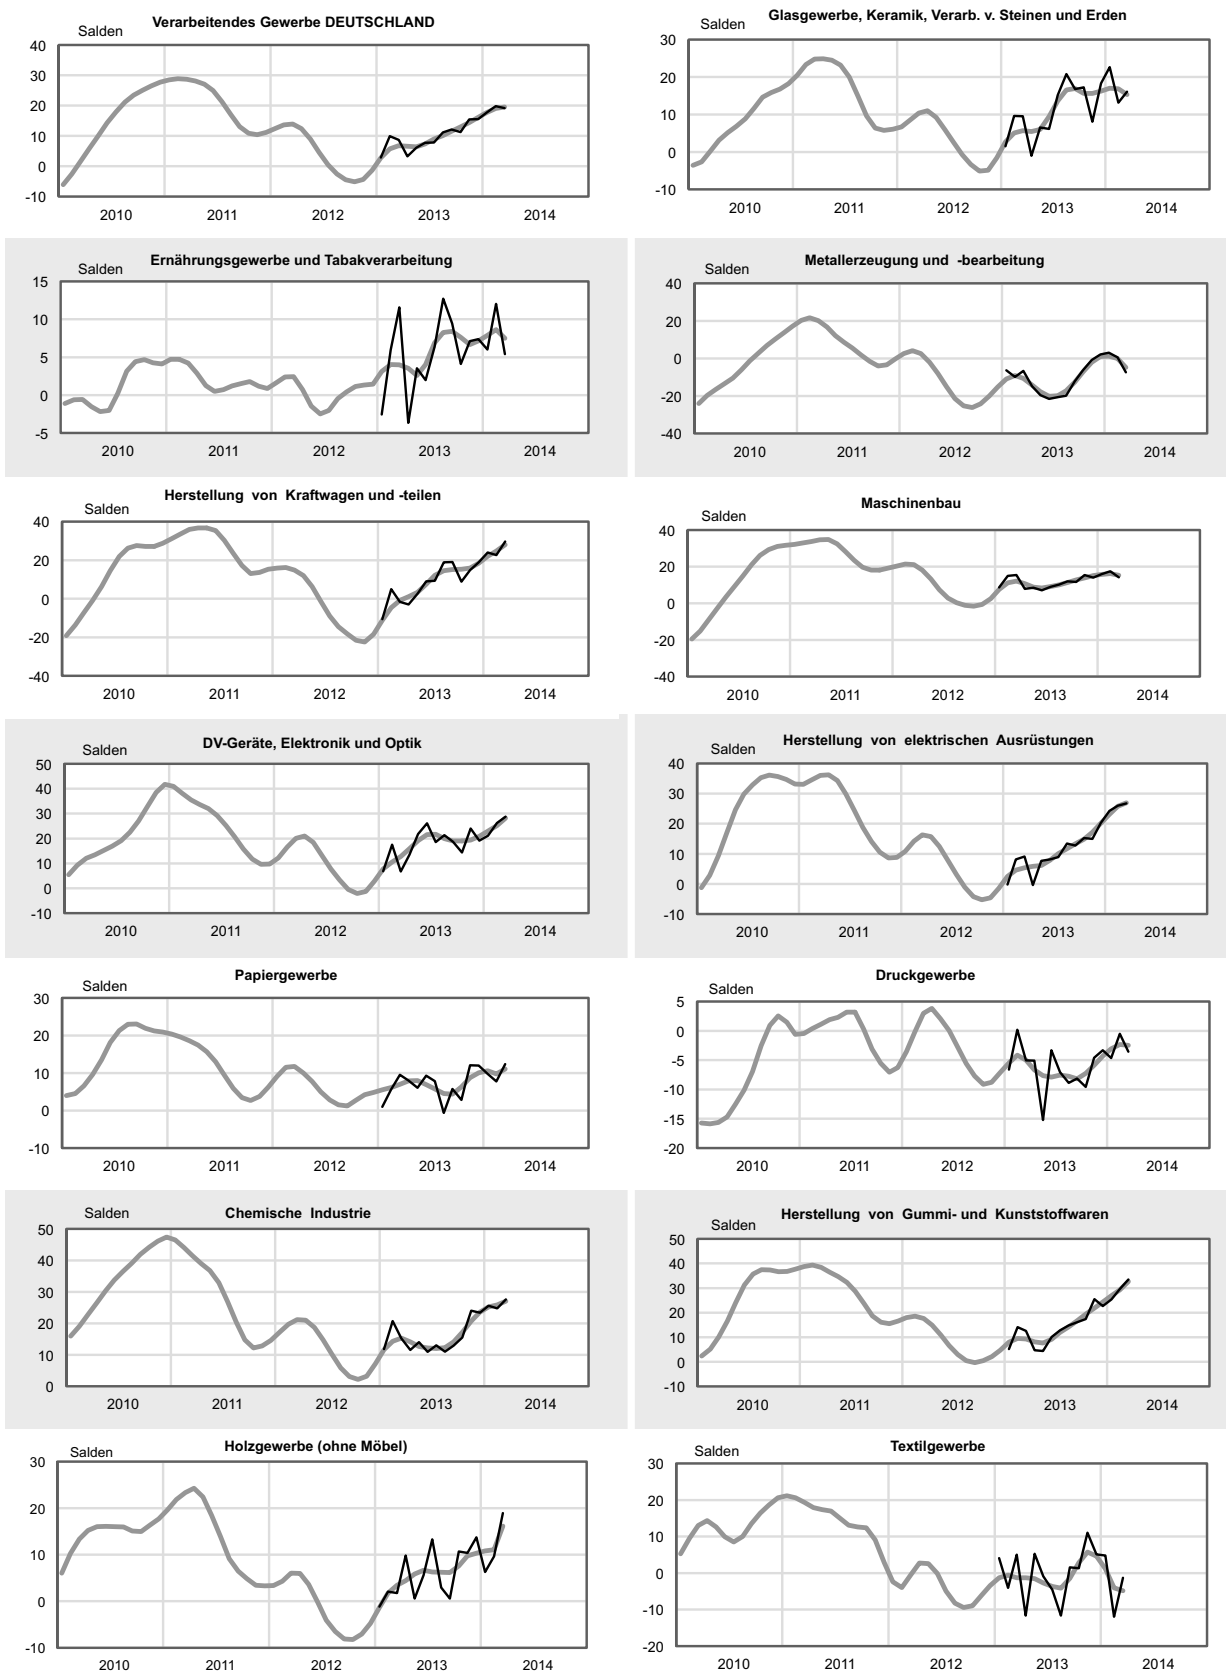 Verarbeitendes Gewerbe DEUTSCHLAND
Salden
40
30
20
10
0
-10
2010 2011 2012 2013 2014
Glasgewerbe, Keramik, Verarb. v. Steinen und Erden
Salden
30
20
10
0
-10
2010 2011 2012 2013 2014
Ernährungsgewerbe und Tabakverarbeitung
Salden
15
10
5
0
-5
2010 2011 2012 2013 2014
Metallerzeugung und -bearbeitung
Salden
40
20
0
-20
-40
2010 2011 2012 2013 2014
Herstellung von Kraftwagen und -teilen
Salden
40
20
0
-20
-40
2010 2011 2012 2013 2014
Maschinenbau
Salden
40
20
0
-20
-40
2010 2011 2012 2013 2014
DV-Geräte, Elektronik und Optik
Salden
50
40
30
20
10
0
-10
2010 2011 2012 2013 2014
Herstellung von elektrischen Ausrüstungen
Salden
40
30
20
10
0
-10
2010 2011 2012 2013 2014
Papiergewerbe
Salden
30
20
10
0
-10
2010 2011 2012 2013 2014
Druckgewerbe
Salden
5
0
-5
-10
-15
-20
2010 2011 2012 2013 2014
Chemische Industrie
Salden
50
40
30
20
10
0
2010 2011 2012 2013 2014
Herstellung von Gummi- und Kunststoffwaren
Salden
50
40
30
20
10
0
-10
2010 2011 2012 2013 2014
Holzgewerbe (ohne Möbel)
Salden
30
20
10
0
-10
2010 2011 2012 2013 2014
Textilgewerbe
Salden
30
20
10
0
-10
-20
2010 2011 2012 2013 2014